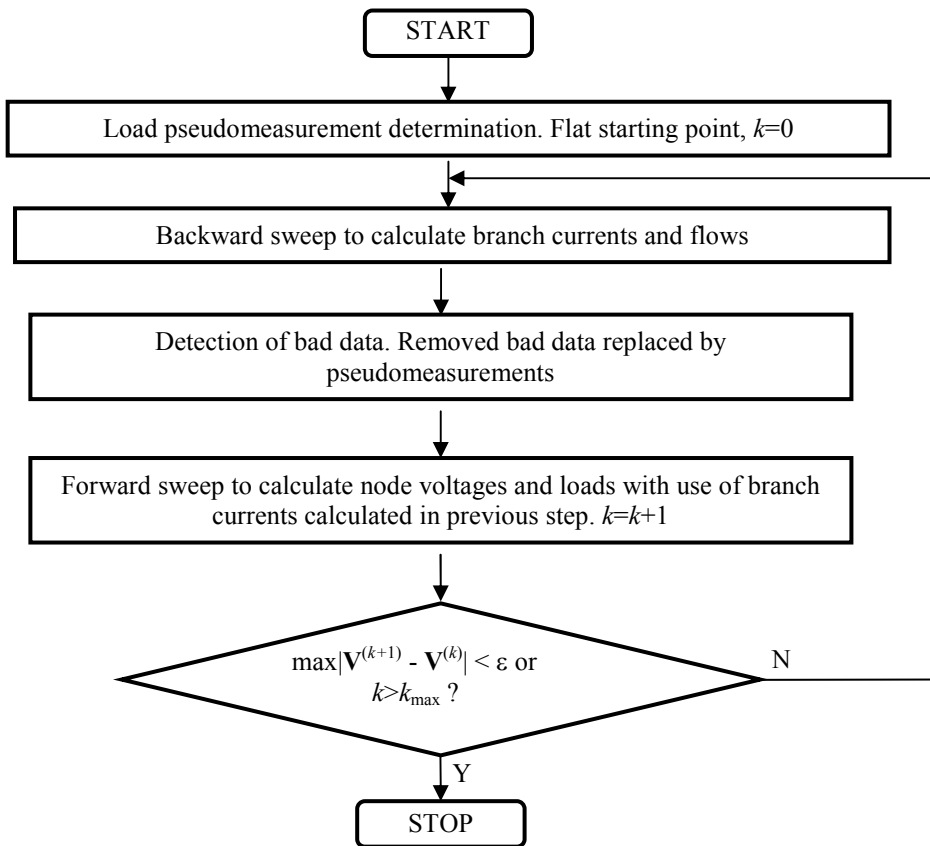 START
Load pseudomeasurement determination. Flat starting point, k=0
Backward sweep to calculate branch currents and flows
Detection of bad data. Removed bad data replaced by
pseudomeasurements
Forward sweep to calculate node voltages and loads with use of branch
currents calculated in previous step. k=k+1
max|V^(k+1) - V^(k)| < ε or
k>k_max ?
N
Y
STOP